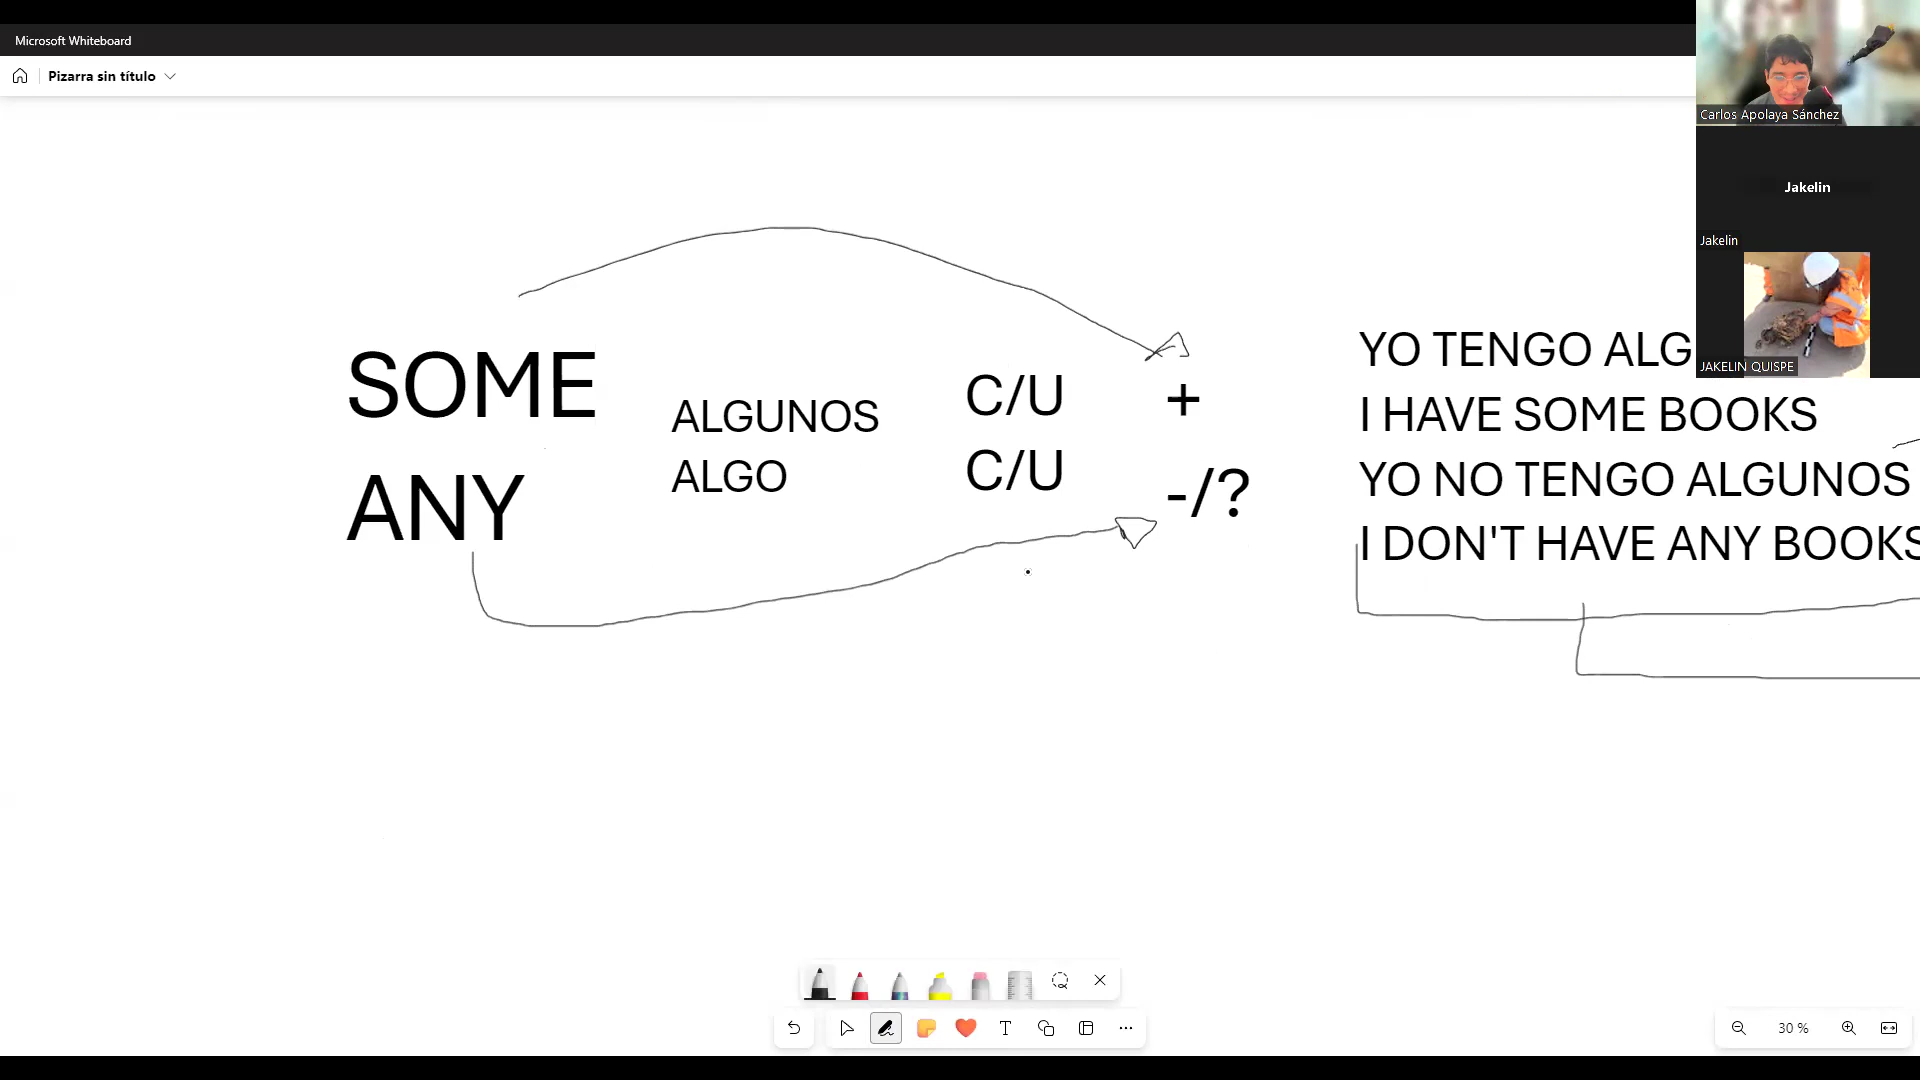 Microsoft Whiteboard
Pizarra sin título
Carlos Apolaya Sánchez
Jakelin
Jakelin
JAKELIN QUISPE
SOME
ANY
ALGUNOS
ALGO
C/U
C/U
+
-/?
YO TENGO ALG
I HAVE SOME BOOKS
YO NO TENGO ALGUNOS
I DON'T HAVE ANY BOOKS
30 %